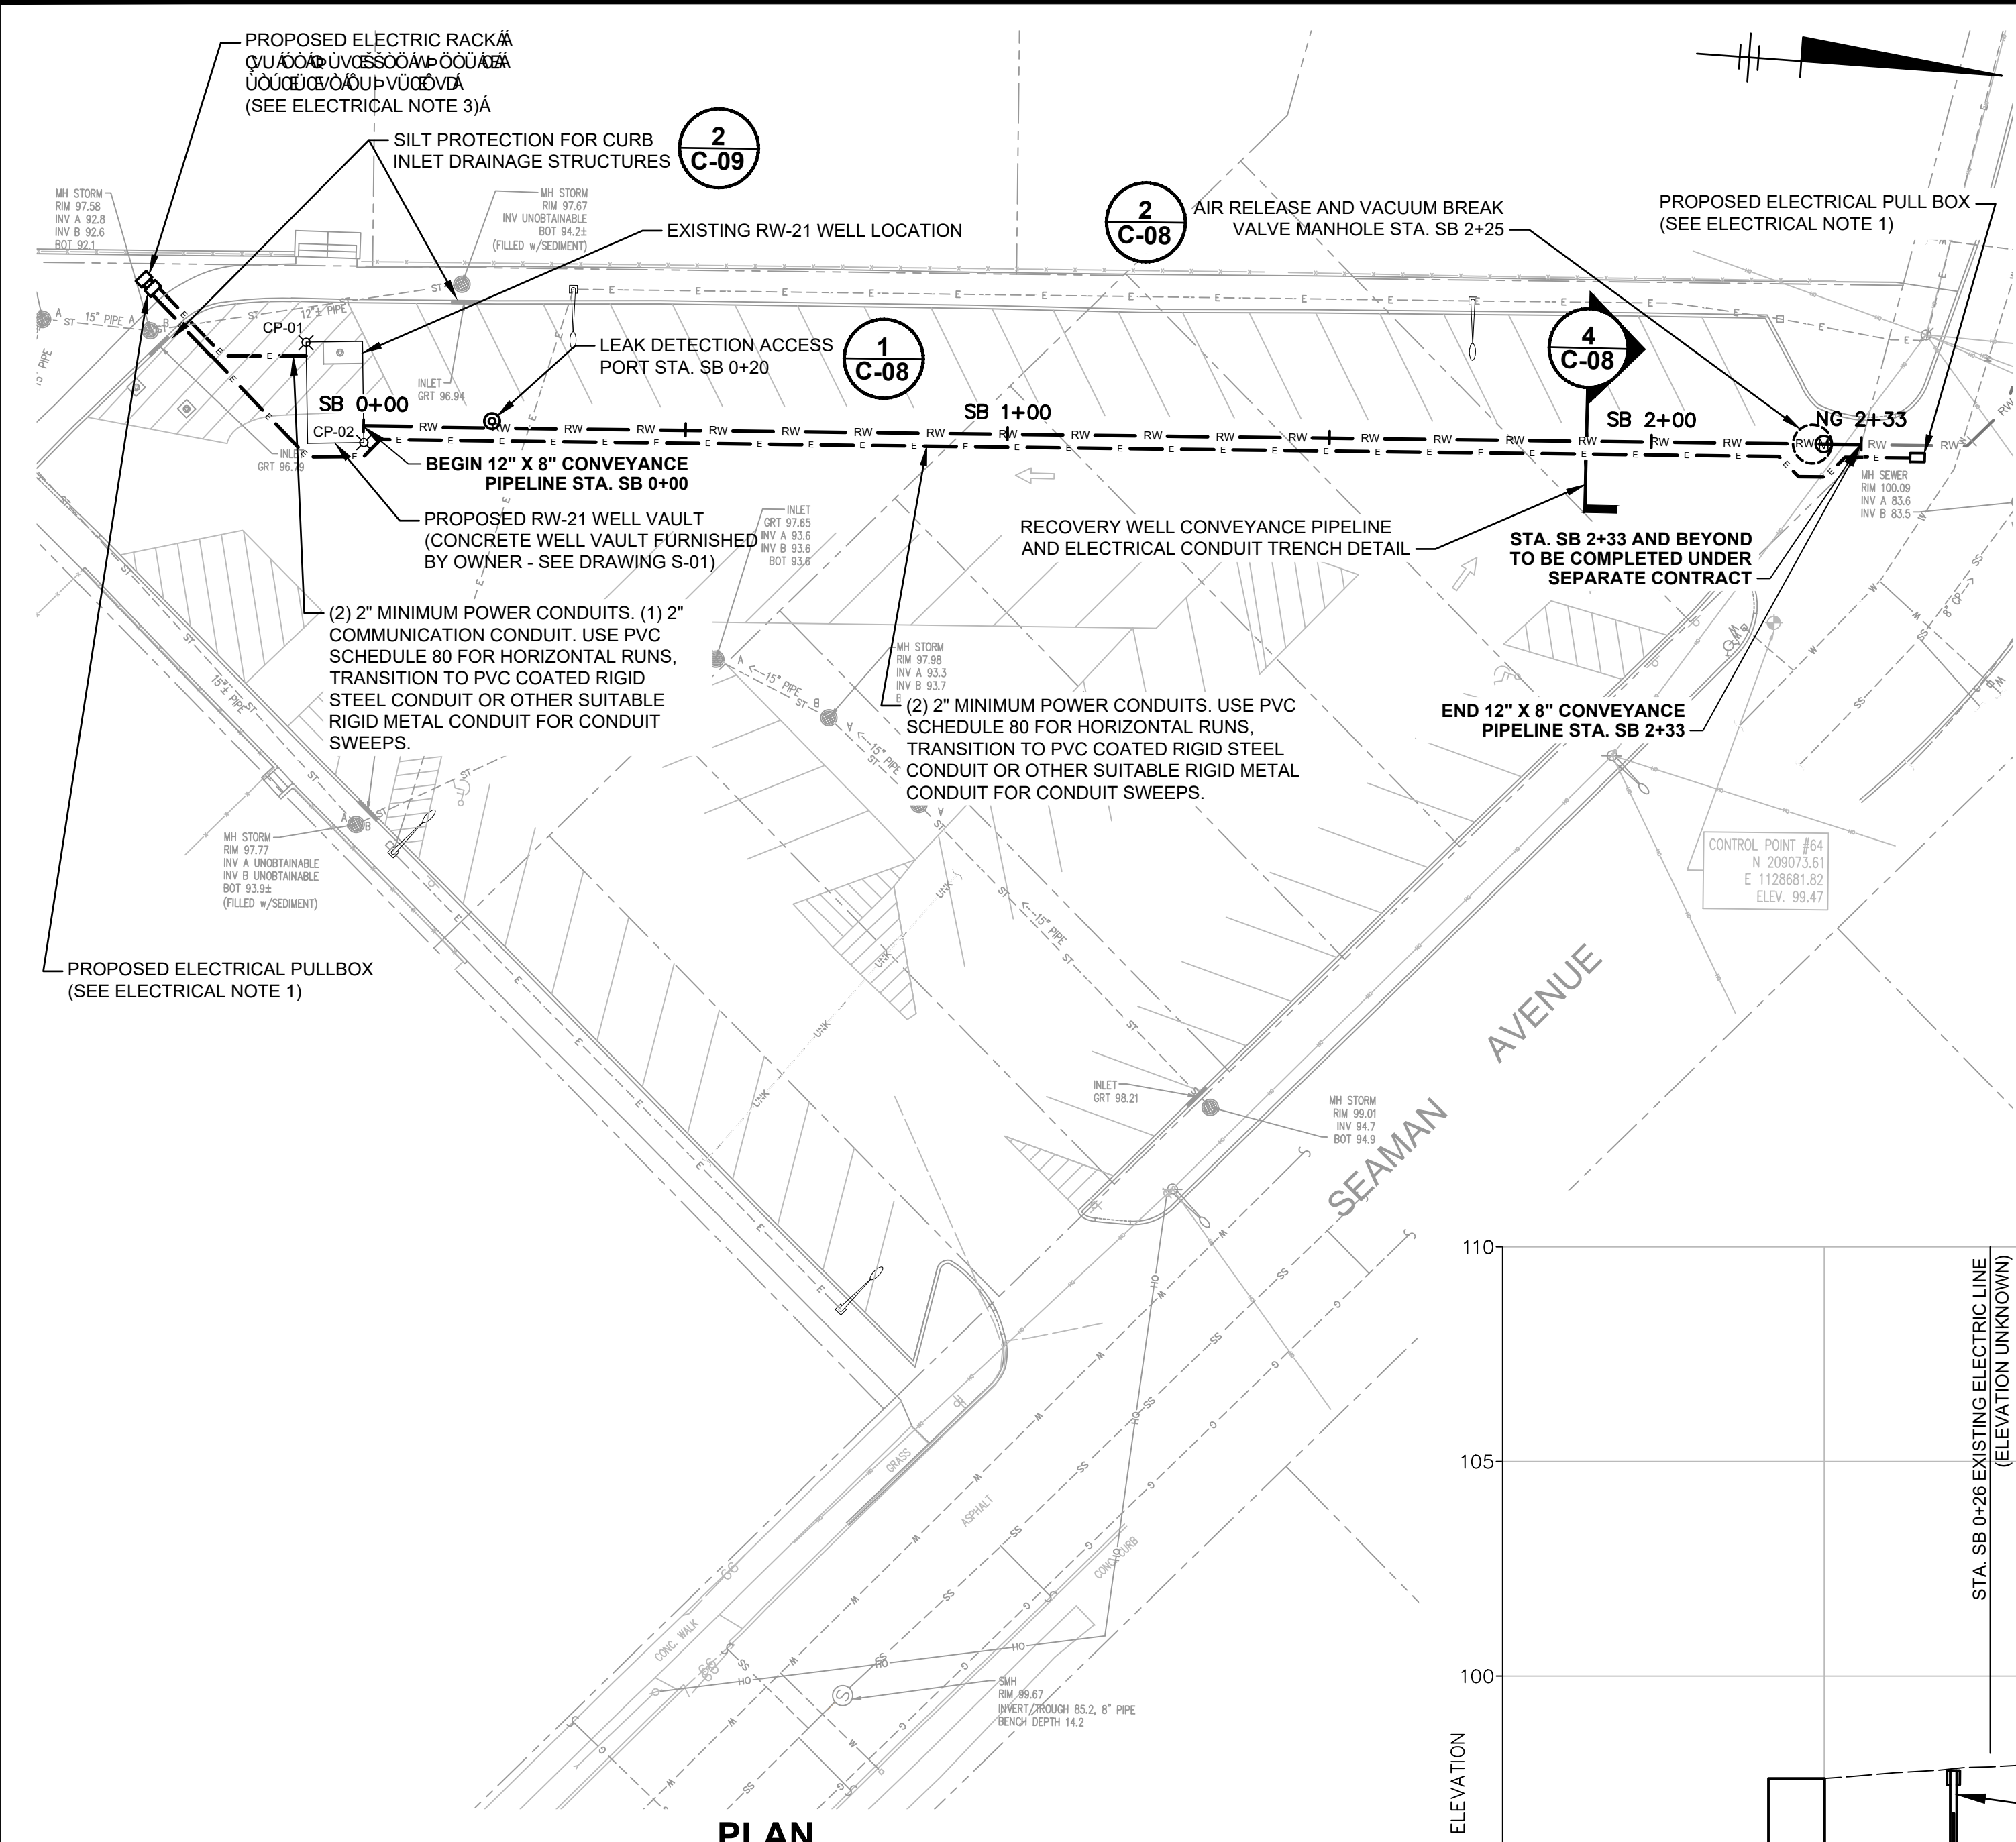 PROPOSED ELECTRIC RACK
(SEE ELECTRICAL NOTE 3)Á
SILT PROTECTION FOR CURB
INLET DRAINAGE STRUCTURES
2
C-09
MH STORM
RIM 97.58
INV A 92.8
INV B 92.6
BOT 92.1
MH STORM
RIM 97.67
INV UNOBTAINABLE
BOT 94.2±
(FILLED w/SEDIMENT)
EXISTING RW-21 WELL LOCATION
2
C-08
AIR RELEASE AND VACUUM BREAK
VALVE MANHOLE STA. SB 2+25
PROPOSED ELECTRICAL PULL BOX
(SEE ELECTRICAL NOTE 1)
15" PIPE
12"± PIPE
CP-01
LEAK DETECTION ACCESS
PORT STA. SB 0+20
1
C-08
4
C-08
INLET
GRT 96.94
SB 0+00
SB 1+00
SB 2+00
NG 2+33
CP-02
INLET
GRT 96.79
BEGIN 12" X 8" CONVEYANCE
PIPELINE STA. SB 0+00
MH SEWER
RIM 100.09
INV A 83.6
INV B 83.5
PROPOSED RW-21 WELL VAULT
(CONCRETE WELL VAULT FURNISHED
BY OWNER - SEE DRAWING S-01)
INLET
GRT 97.65
INV A 93.6
INV B 93.6
BOT 93.6
RECOVERY WELL CONVEYANCE PIPELINE
AND ELECTRICAL CONDUIT TRENCH DETAIL
STA. SB 2+33 AND BEYOND
TO BE COMPLETED UNDER
SEPARATE CONTRACT
8" CP
(2) 2" MINIMUM POWER CONDUITS. (1) 2"
COMMUNICATION CONDUIT. USE PVC
SCHEDULE 80 FOR HORIZONTAL RUNS,
TRANSITION TO PVC COATED RIGID
STEEL CONDUIT OR OTHER SUITABLE
RIGID METAL CONDUIT FOR CONDUIT
SWEEPS.
MH STORM
RIM 97.98
INV A 93.3
INV B 93.7
15" PIPE
15" PIPE
(2) 2" MINIMUM POWER CONDUITS. USE PVC
SCHEDULE 80 FOR HORIZONTAL RUNS,
TRANSITION TO PVC COATED RIGID STEEL
CONDUIT OR OTHER SUITABLE RIGID METAL
CONDUIT FOR CONDUIT SWEEPS.
END 12" X 8" CONVEYANCE
PIPELINE STA. SB 2+33
15"± PIPE
MH STORM
RIM 97.77
INV A UNOBTAINABLE
INV B UNOBTAINABLE
BOT 93.9±
(FILLED w/SEDIMENT)
CONTROL POINT #64
N 209073.61
E 1128681.82
ELEV. 99.47
15" PIPE
PROPOSED ELECTRICAL PULLBOX
(SEE ELECTRICAL NOTE 1)
INLET
GRT 98.21
MH STORM
RIM 99.01
INV 94.7
BOT 94.9
SEAMAN AVENUE
GRASS
ASPHALT
CONC. CURB
CONC. WALK
SMH
RIM 99.67
INVERT/TROUGH 85.2, 8" PIPE
BENCH DEPTH 14.2
PLAN
110
105
100
ELEVATION
STA. SB 0+26 EXISTING ELECTRIC LINE
(ELEVATION UNKNOWN)